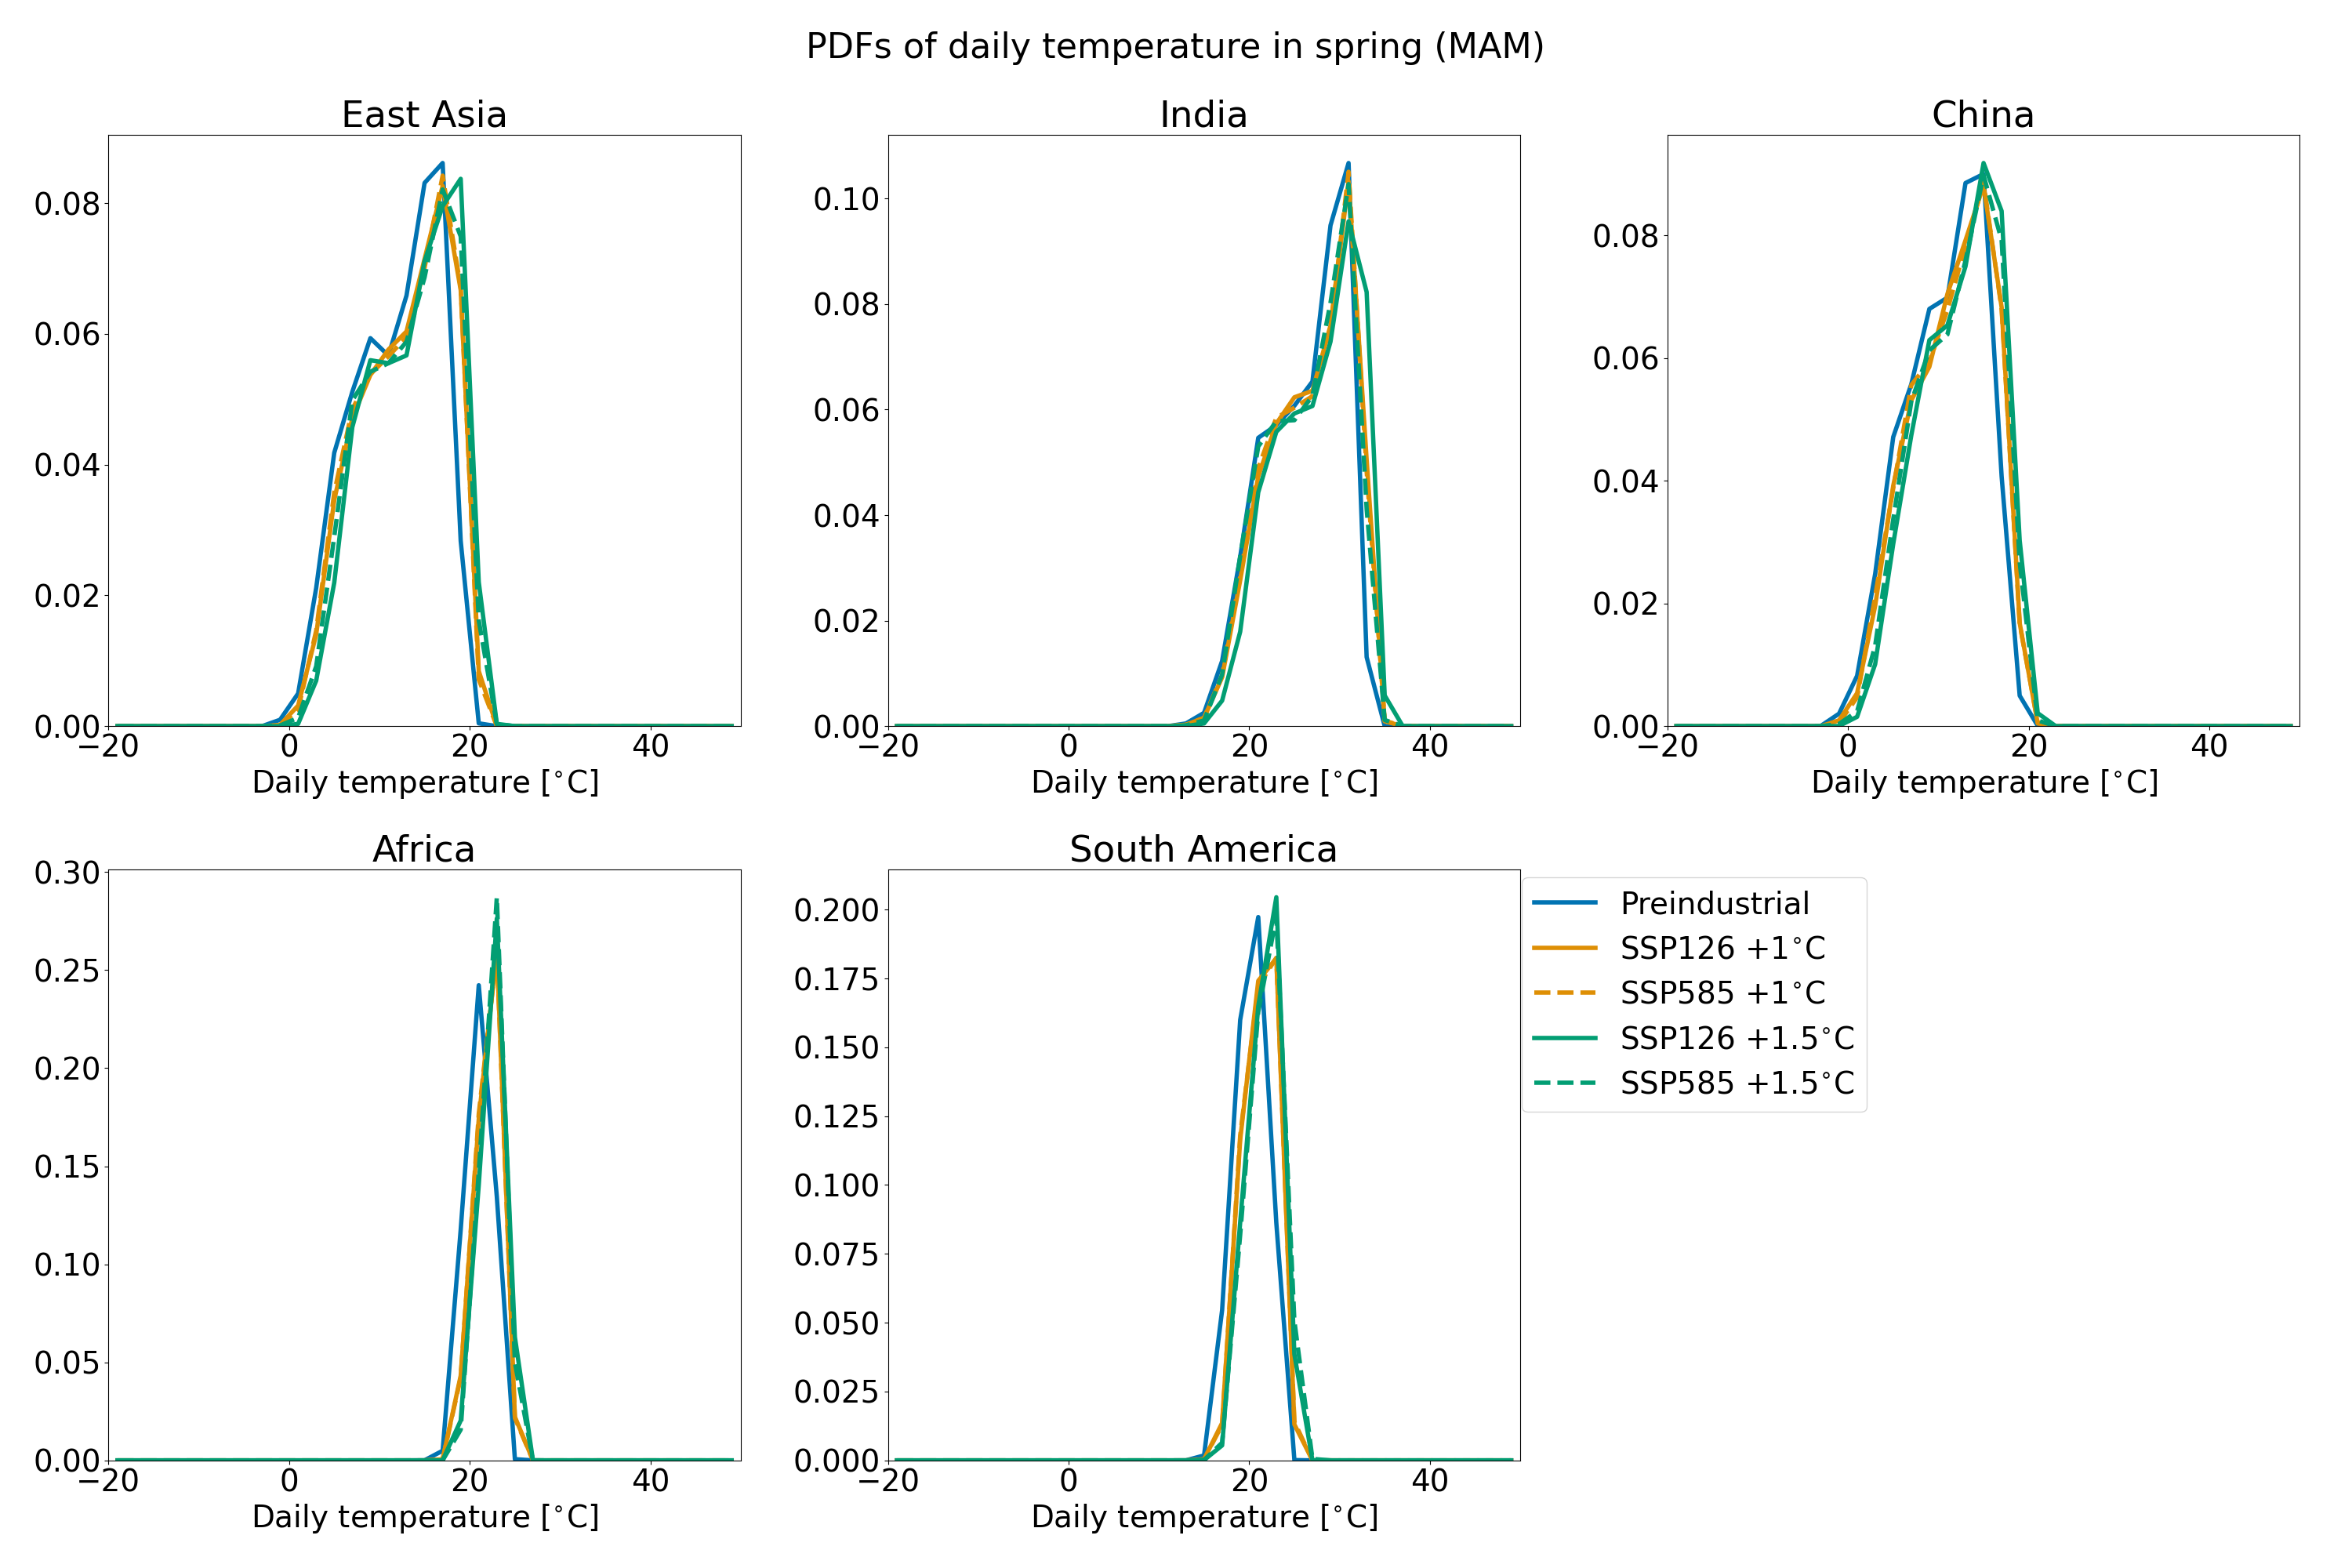 PDFs of daily temperature in spring (MAM)
East Asia
0.08
0.06
0.04
0.02
0.00
−20 0 20 40
Daily temperature [°C]
India
0.10
0.08
0.06
0.04
0.02
0.00
−20 0 20 40
Daily temperature [°C]
China
0.08
0.06
0.04
0.02
0.00
−20 0 20 40
Daily temperature [°C]
Africa
0.30
0.25
0.20
0.15
0.10
0.05
0.00
−20 0 20 40
Daily temperature [°C]
South America
0.200
0.175
0.150
0.125
0.100
0.075
0.050
0.025
0.000
−20 0 20 40
Daily temperature [°C]
Preindustrial
SSP126 +1°C
SSP585 +1°C
SSP126 +1.5°C
SSP585 +1.5°C